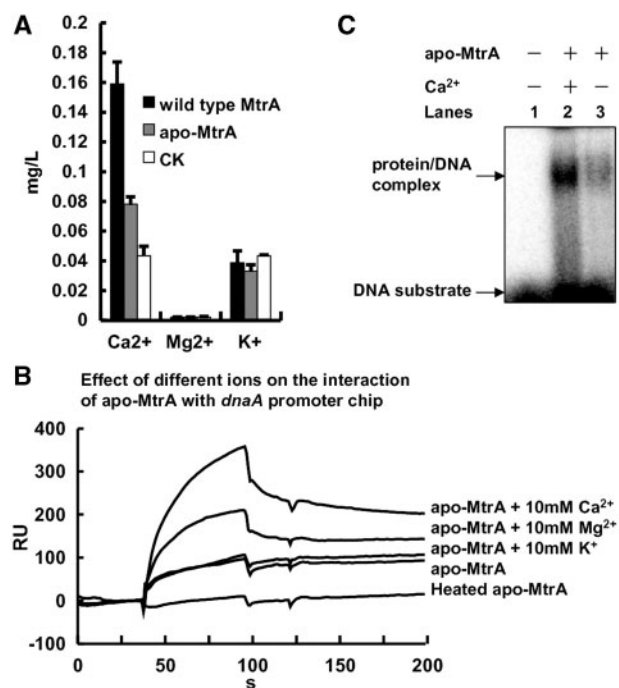 A
0.2
0.18
0.16
0.14
0.12
0.1
0.08
0.06
0.04
0.02
0
mg/L
wild type MtrA
apo-MtrA
CK
Ca2+ Mg2+ K+
C
apo-MtrA − + +
Ca²⁺ − + −
Lanes 1 2 3
protein/DNA
complex
DNA substrate
B
Effect of different ions on the interaction
of apo-MtrA with dnaA promoter chip
400
300
200
100
0
-100
RU
apo-MtrA + 10mM Ca²⁺
apo-MtrA + 10mM Mg²⁺
apo-MtrA + 10mM K⁺
apo-MtrA
Heated apo-MtrA
0 50 100 150 200
s